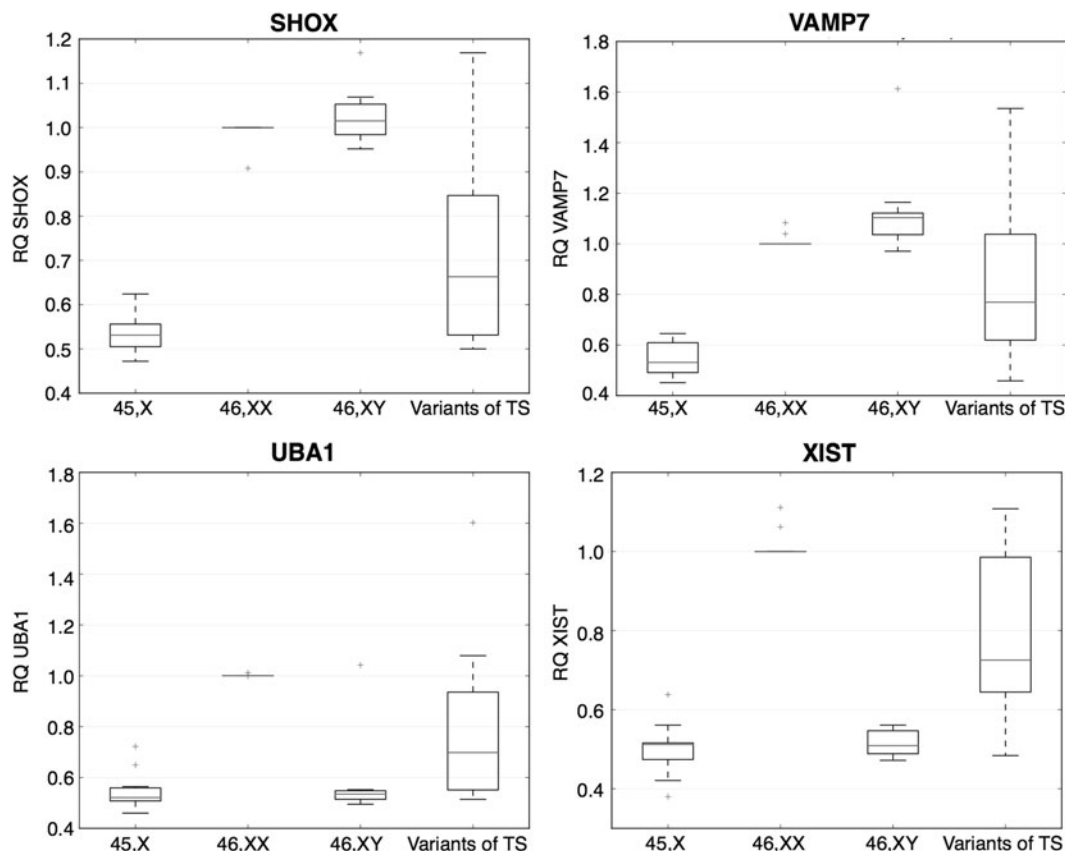 SHOX
1.2
1.1
1.0
0.9
0.8
0.7
0.6
0.5
0.4
RQ SHOX
45,X 46,XX 46,XY Variants of TS
VAMP7
1.8
1.6
1.4
1.2
1.0
0.8
0.6
0.4
RQ VAMP7
45,X 46,XX 46,XY Variants of TS
UBA1
1.8
1.6
1.4
1.2
1.0
0.8
0.6
0.4
RQ UBA1
45,X 46,XX 46,XY Variants of TS
XIST
1.2
1.0
0.8
0.6
0.4
RQ XIST
45,X 46,XX 46,XY Variants of TS